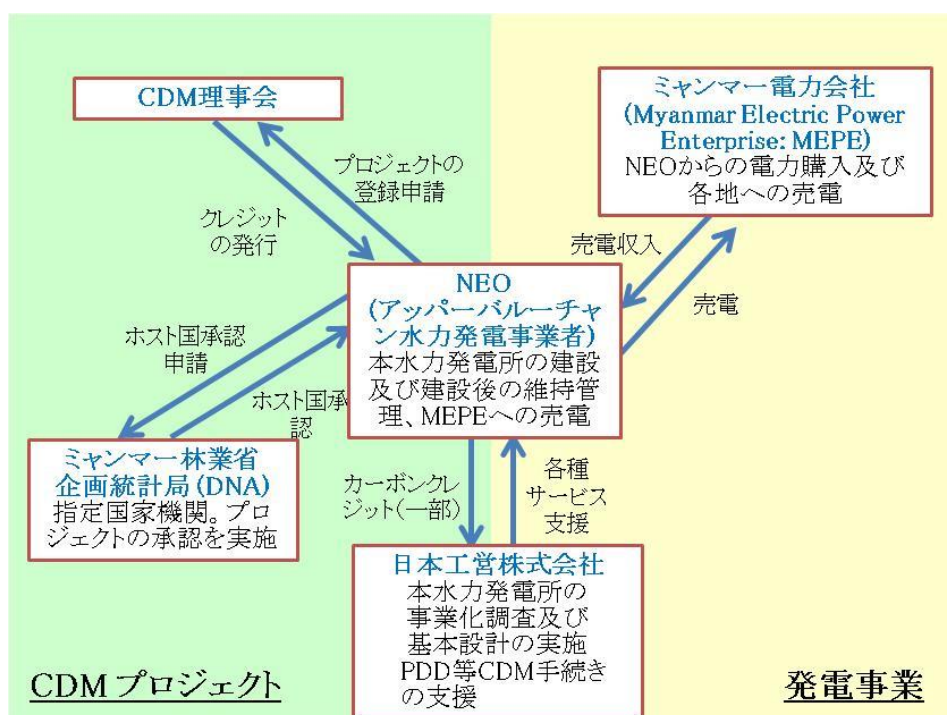 CDM理事会
ミャンマー電力会社
(Myanmar Electric Power
Enterprise: MEPE)
NEOからの電力購入及び
各地への売電
プロジェクトの
登録申請
クレジット
の発行
売電収入
売電
NEO
(アッパーバルーチャ
ン水力発電事業者)
本水力発電所の建設
及び建設後の維持管
理、MEPEへの売電
ホスト国承認
申請
ホスト国承
認
ミャンマー林業省
企画統計局(DNA)
指定国家機関。プロ
ジェクトの承認を実施
カーボンクレ
ジット(一部)
各種
サービス
支援
日本工営株式会社
本水力発電所の
事業化調査及び
基本設計の実施
PDD等CDM手続き
の支援
CDMプロジェクト
発電事業